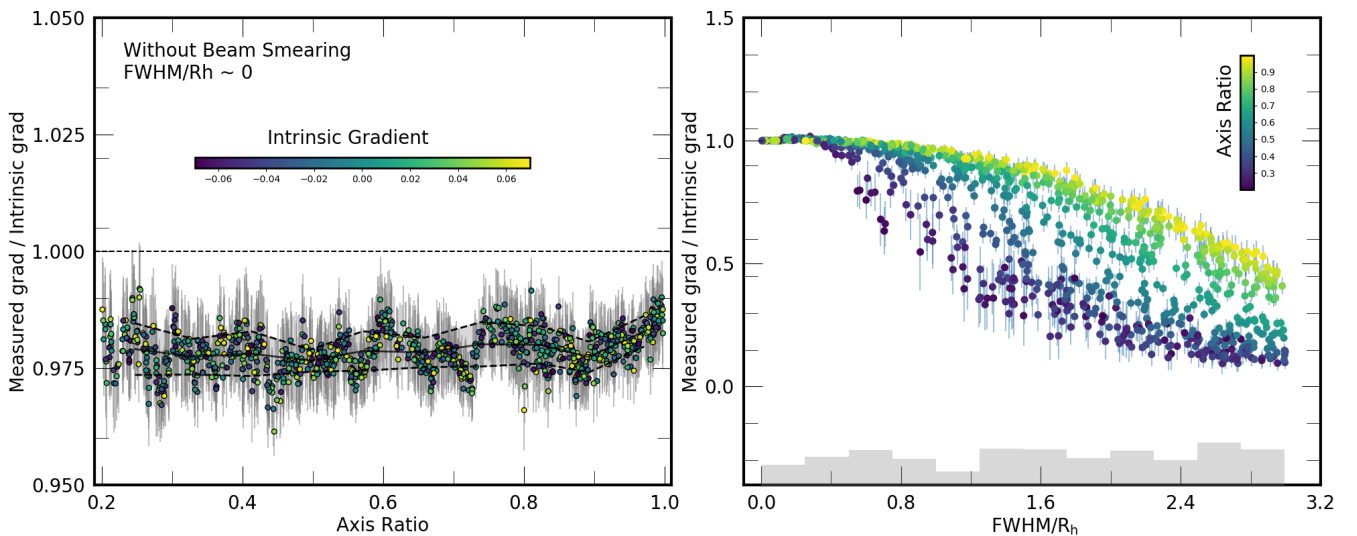 Without Beam Smearing
FWHM/Rh ~ 0
Intrinsic Gradient
−0.06 −0.04 −0.02 0.00 0.02 0.04 0.06
1.050
1.025
1.000
0.975
0.950
Measured grad / Intrinsic grad
0.2 0.4 0.6 0.8 1.0
Axis Ratio
1.5
1.0
0.5
0.0
Measured grad / Intrinsic grad
Axis Ratio
0.9
0.8
0.7
0.6
0.5
0.4
0.3
0.0 0.8 1.6 2.4 3.2
FWHM/Rh